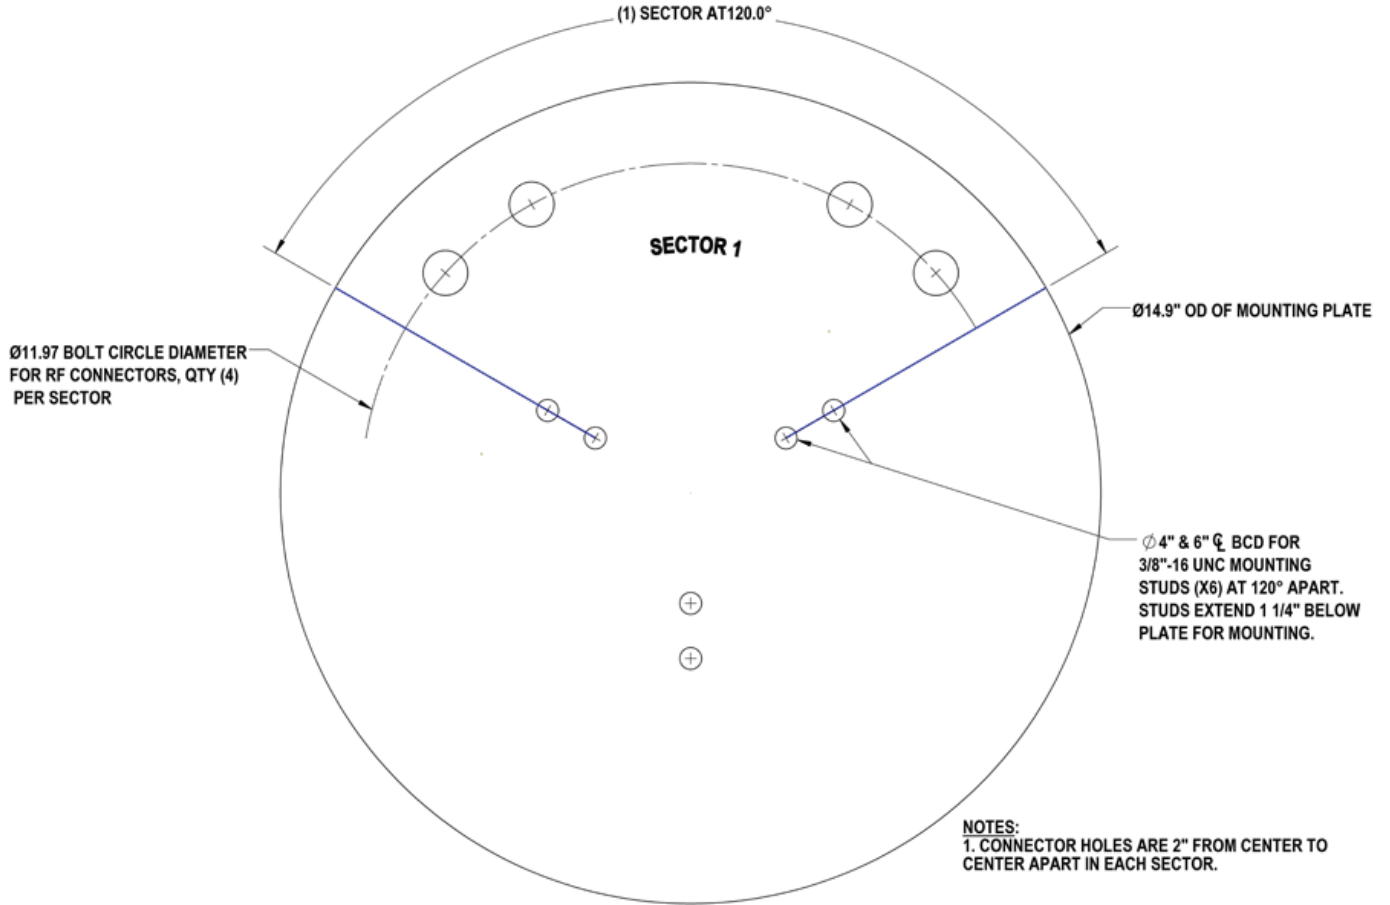 (1) SECTOR AT120.0°
SECTOR 1
Ø14.9" OD OF MOUNTING PLATE
Ø11.97 BOLT CIRCLE DIAMETER
FOR RF CONNECTORS, QTY (4)
PER SECTOR
∅4" & 6" ℄ BCD FOR
3/8"-16 UNC MOUNTING
STUDS (X6) AT 120° APART.
STUDS EXTEND 1 1/4" BELOW
PLATE FOR MOUNTING.
NOTES:
1. CONNECTOR HOLES ARE 2" FROM CENTER TO
CENTER APART IN EACH SECTOR.